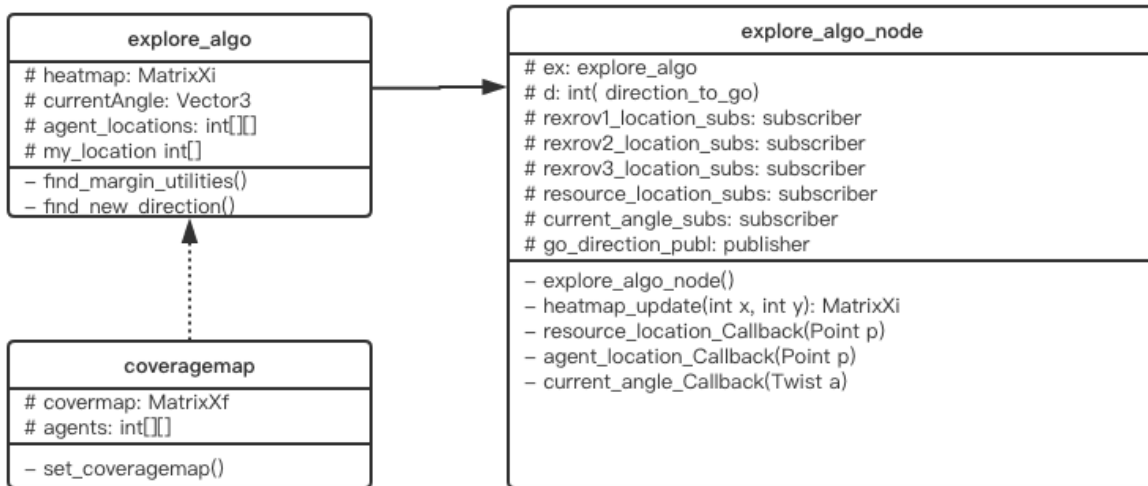 explore_algo
# heatmap: MatrixXi
# currentAngle: Vector3
# agent_locations: int[][]
# my_location int[]
– find_margin_utilities()
– find_new_direction()
coveragemap
# covermap: MatrixXf
# agents: int[][]
– set_coveragemap()
explore_algo_node
# ex: explore_algo
# d: int( direction_to_go)
# rexrov1_location_subs: subscriber
# rexrov2_location_subs: subscriber
# rexrov3_location_subs: subscriber
# resource_location_subs: subscriber
# current_angle_subs: subscriber
# go_direction_publ: publisher
– explore_algo_node()
– heatmap_update(int x, int y): MatrixXi
– resource_location_Callback(Point p)
– agent_location_Callback(Point p)
– current_angle_Callback(Twist a)